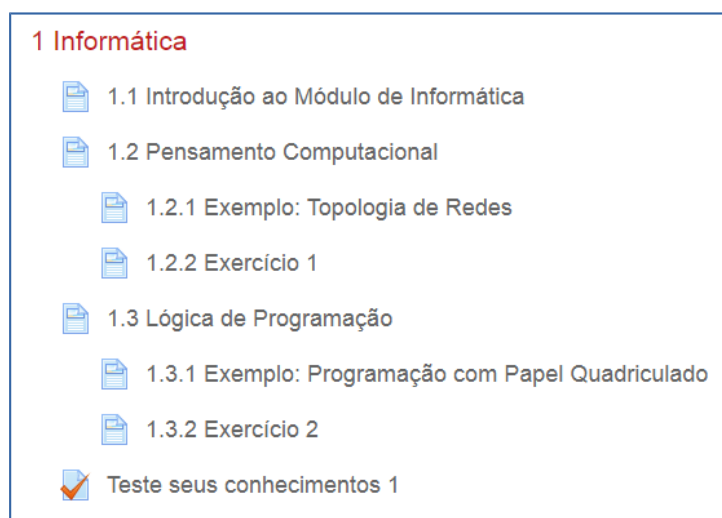 1 Informática
1.1 Introdução ao Módulo de Informática
1.2 Pensamento Computacional
1.2.1 Exemplo: Topologia de Redes
1.2.2 Exercício 1
1.3 Lógica de Programação
1.3.1 Exemplo: Programação com Papel Quadriculado
1.3.2 Exercício 2
Teste seus conhecimentos 1